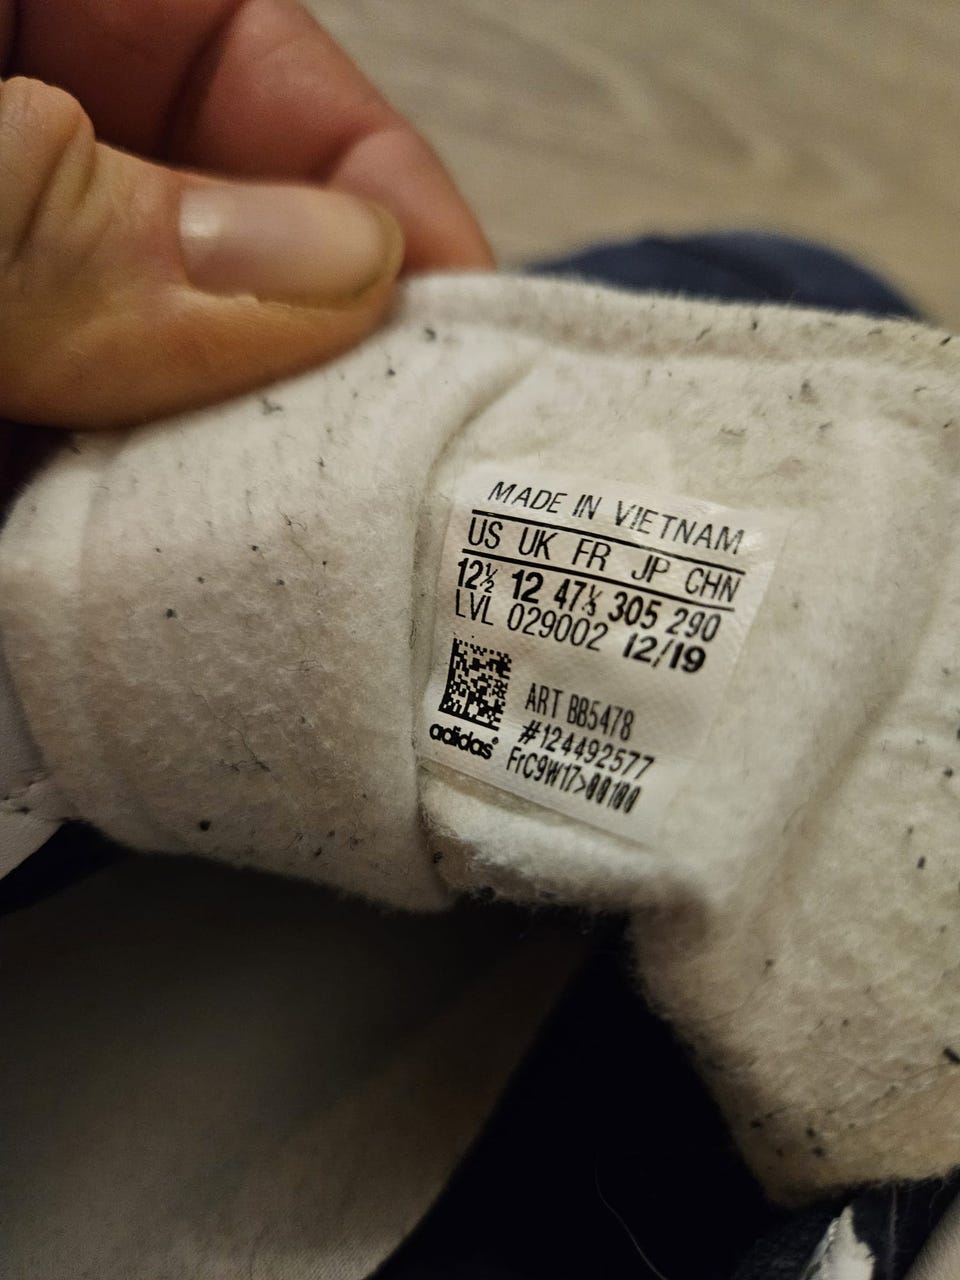 MADE IN VIETNAM
US UK FR JP CHN
12½ 12 47⅓ 305 290
LVL 029002 12/19
ART BB5478
#124492577
adidas
FrC9W17>00100